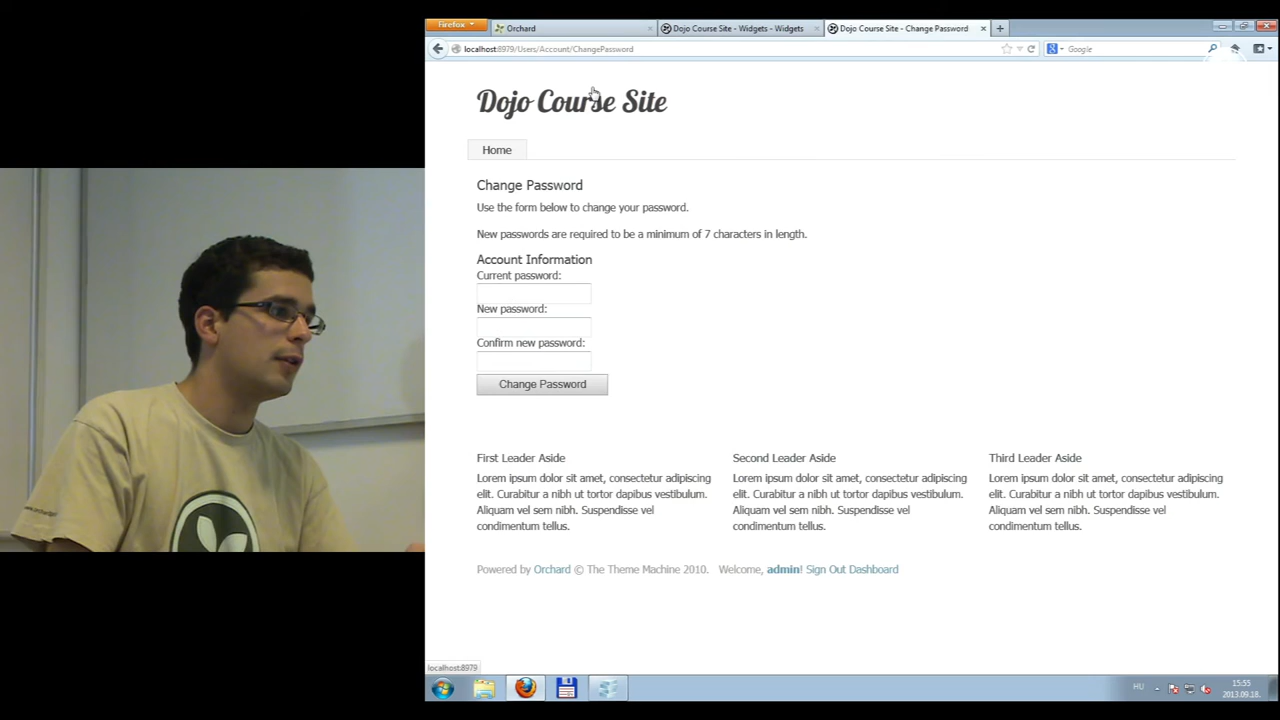 Firefox
Orchard
Dojo Course Site - Widgets - Widgets
Dojo Course Site - Change Password
localhost:8979/Users/Account/ChangePassword
Google
Dojo Course Site
Home
Change Password
Use the form below to change your password.
New passwords are required to be a minimum of 7 characters in length.
Account Information
Current password:
New password:
Confirm new password:
Change Password
First Leader Aside
Lorem ipsum dolor sit amet, consectetur adipiscing
elit. Curabitur a nibh ut tortor dapibus vestibulum.
Aliquam vel sem nibh. Suspendisse vel
condimentum tellus.
Second Leader Aside
Lorem ipsum dolor sit amet, consectetur adipiscing
elit. Curabitur a nibh ut tortor dapibus vestibulum.
Aliquam vel sem nibh. Suspendisse vel
condimentum tellus.
Third Leader Aside
Lorem ipsum dolor sit amet, consectetur adipiscing
elit. Curabitur a nibh ut tortor dapibus vestibulum.
Aliquam vel sem nibh. Suspendisse vel
condimentum tellus.
Powered by Orchard © The Theme Machine 2010. Welcome, admin! Sign Out Dashboard
localhost:8979
HU
15:55
2013.09.18.